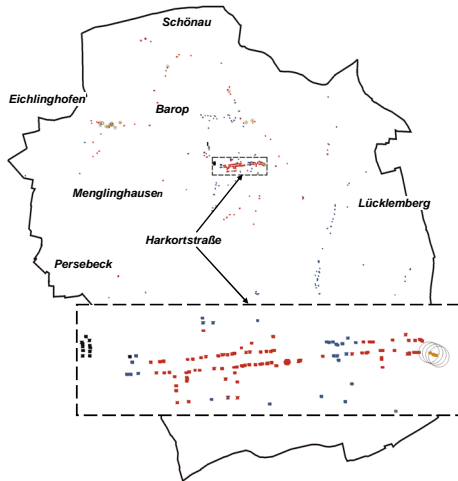 Schönau
Eichlinghofen
Barop
Menglinghausen
Lücklemberg
Harkortstraße
Persebeck